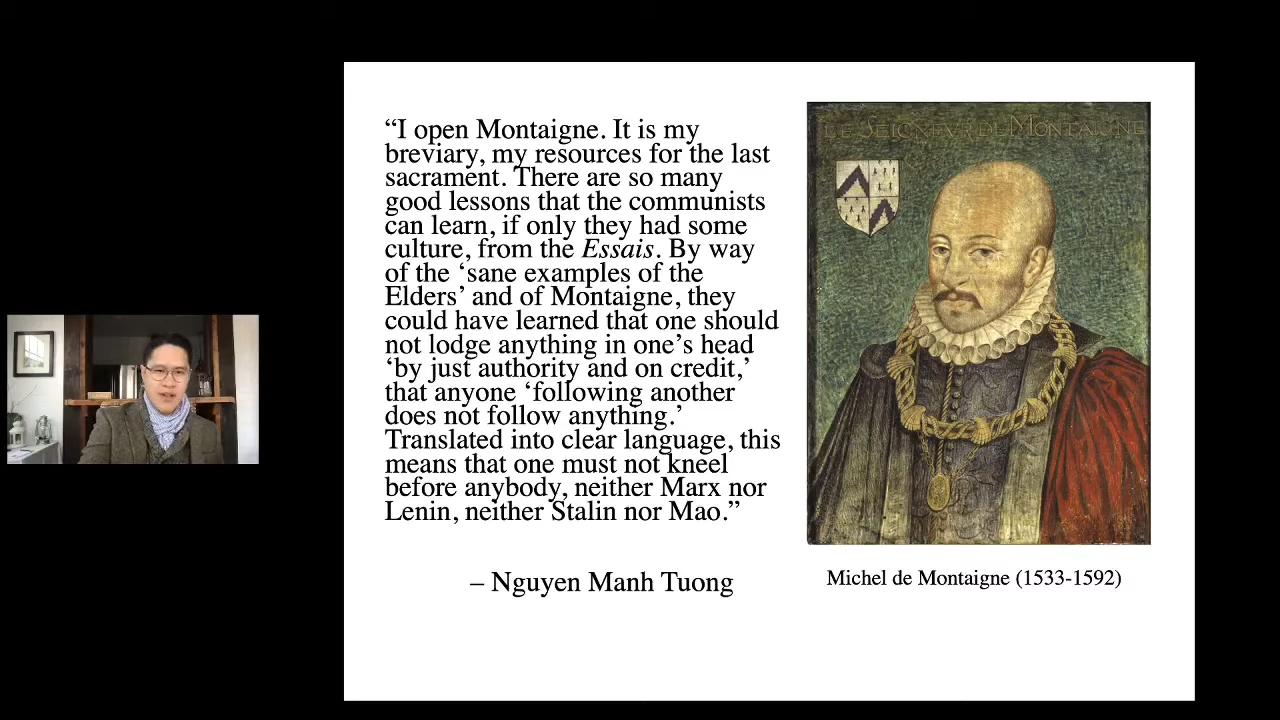 “I open Montaigne. It is my
breviary, my resources for the last
sacrament. There are so many
good lessons that the communists
can learn, if only they had some
culture, from the Essais. By way
of the ‘sane examples of the
Elders’ and of Montaigne, they
could have learned that one should
not lodge anything in one’s head
‘by just authority and on credit,’
that anyone ‘following another
does not follow anything.’
Translated into clear language, this
means that one must not kneel
before anybody, neither Marx nor
Lenin, neither Stalin nor Mao.”
– Nguyen Manh Tuong
LE SEIGNEVR DE MONTAIGNE
Michel de Montaigne (1533-1592)